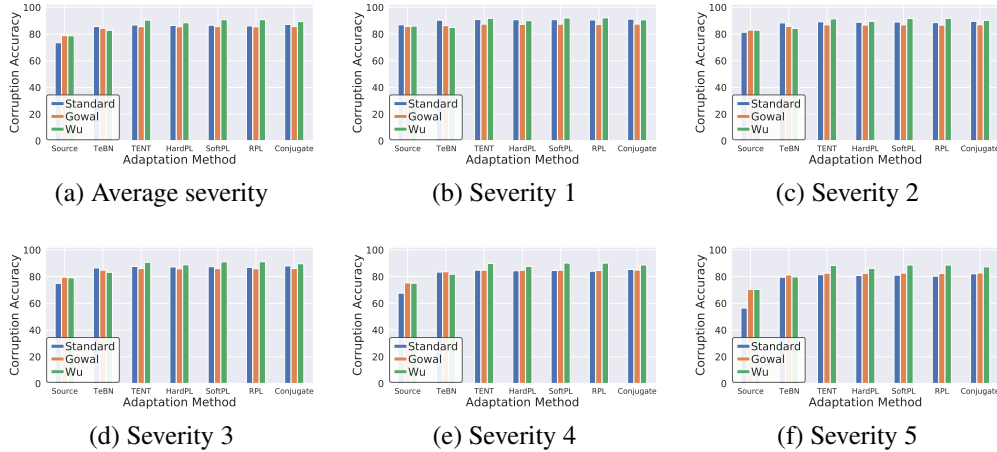 100
80
60
40
20
0
Corruption Accuracy
Standard
Gowal
Wu
Source TeBN TENT HardPL SoftPL RPL Conjugate
Adaptation Method
(a) Average severity
100
80
60
40
20
0
Corruption Accuracy
Standard
Gowal
Wu
Source TeBN TENT HardPL SoftPL RPL Conjugate
Adaptation Method
(b) Severity 1
100
80
60
40
20
0
Corruption Accuracy
Standard
Gowal
Wu
Source TeBN TENT HardPL SoftPL RPL Conjugate
Adaptation Method
(c) Severity 2
100
80
60
40
20
0
Corruption Accuracy
Standard
Gowal
Wu
Source TeBN TENT HardPL SoftPL RPL Conjugate
Adaptation Method
(d) Severity 3
100
80
60
40
20
0
Corruption Accuracy
Standard
Gowal
Wu
Source TeBN TENT HardPL SoftPL RPL Conjugate
Adaptation Method
(e) Severity 4
100
80
60
40
20
0
Corruption Accuracy
Standard
Gowal
Wu
Source TeBN TENT HardPL SoftPL RPL Conjugate
Adaptation Method
(f) Severity 5